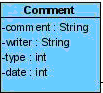 Comment
-comment : String
-writer : String
-type : int
-date : int